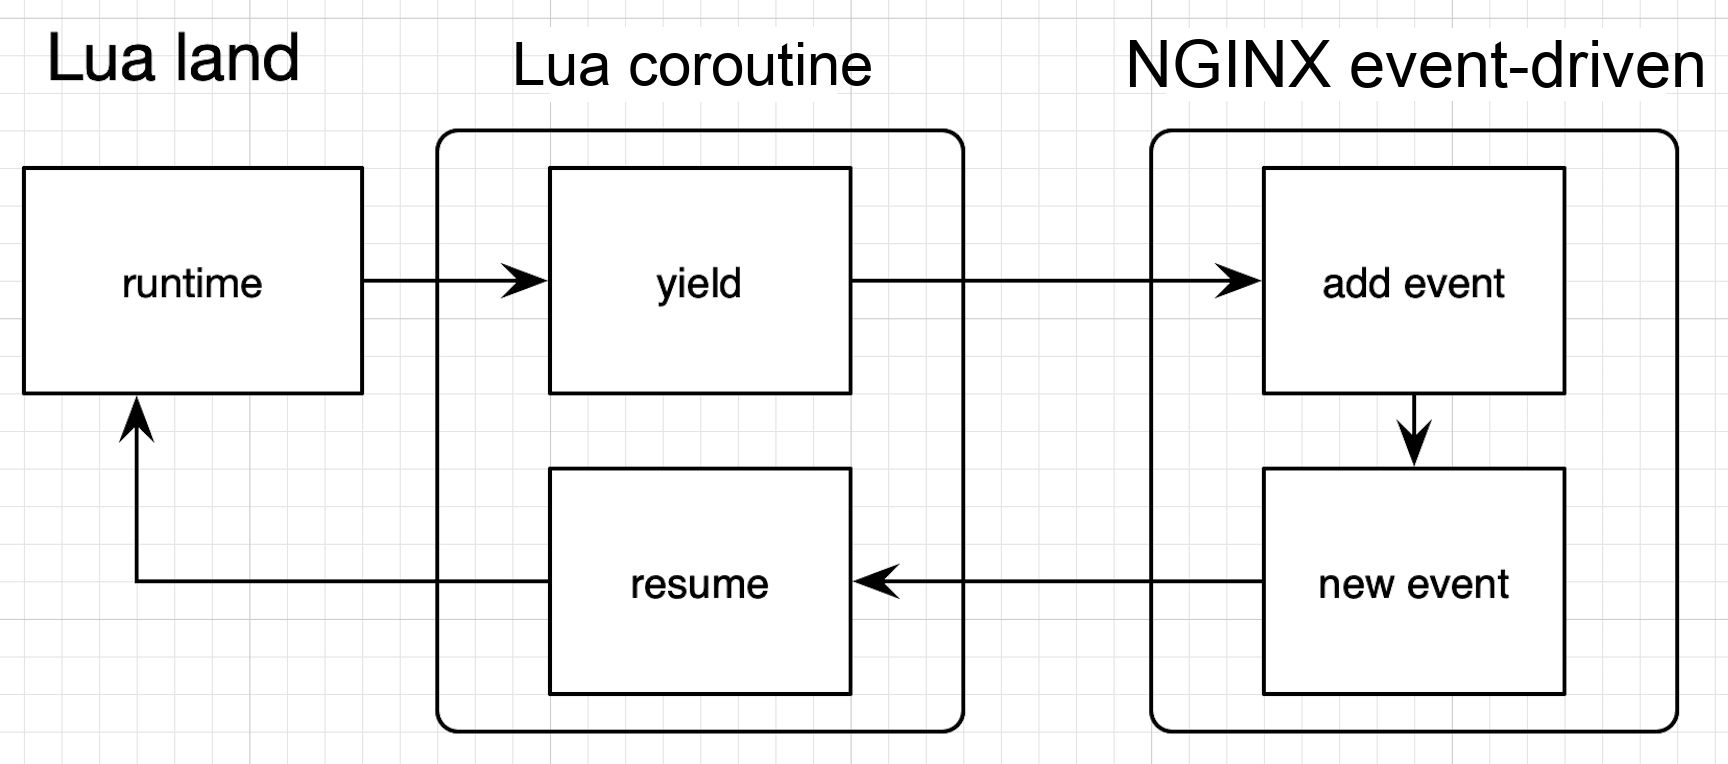 Lua land
Lua coroutine
NGINX event-driven
runtime
yield
add event
resume
new event